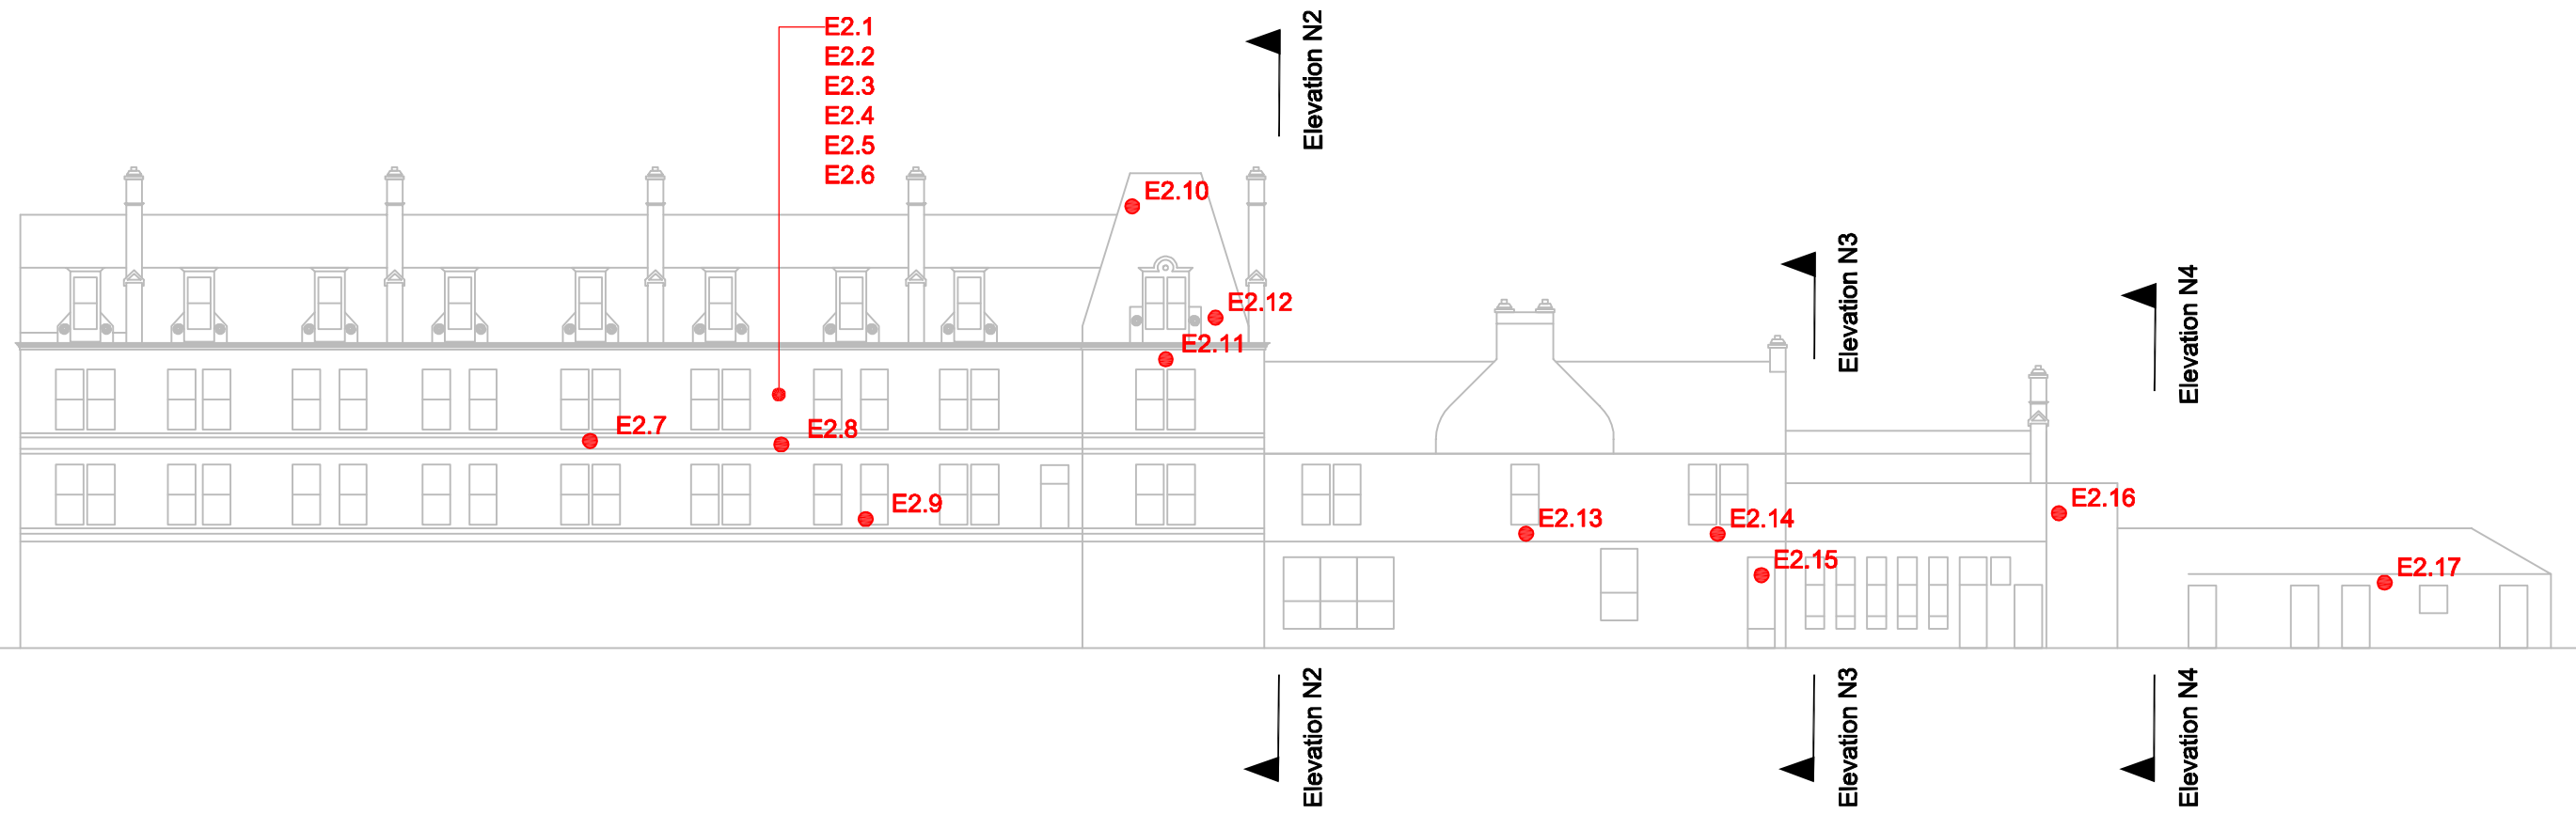 E2.1
E2.2
E2.3
E2.4
E2.5
E2.6
Elevation N2
E2.10
E2.12
E2.11
Elevation N3
Elevation N4
E2.7
E2.8
E2.9
E2.13
E2.14
E2.15
E2.16
E2.17
Elevation N2
Elevation N3
Elevation N4